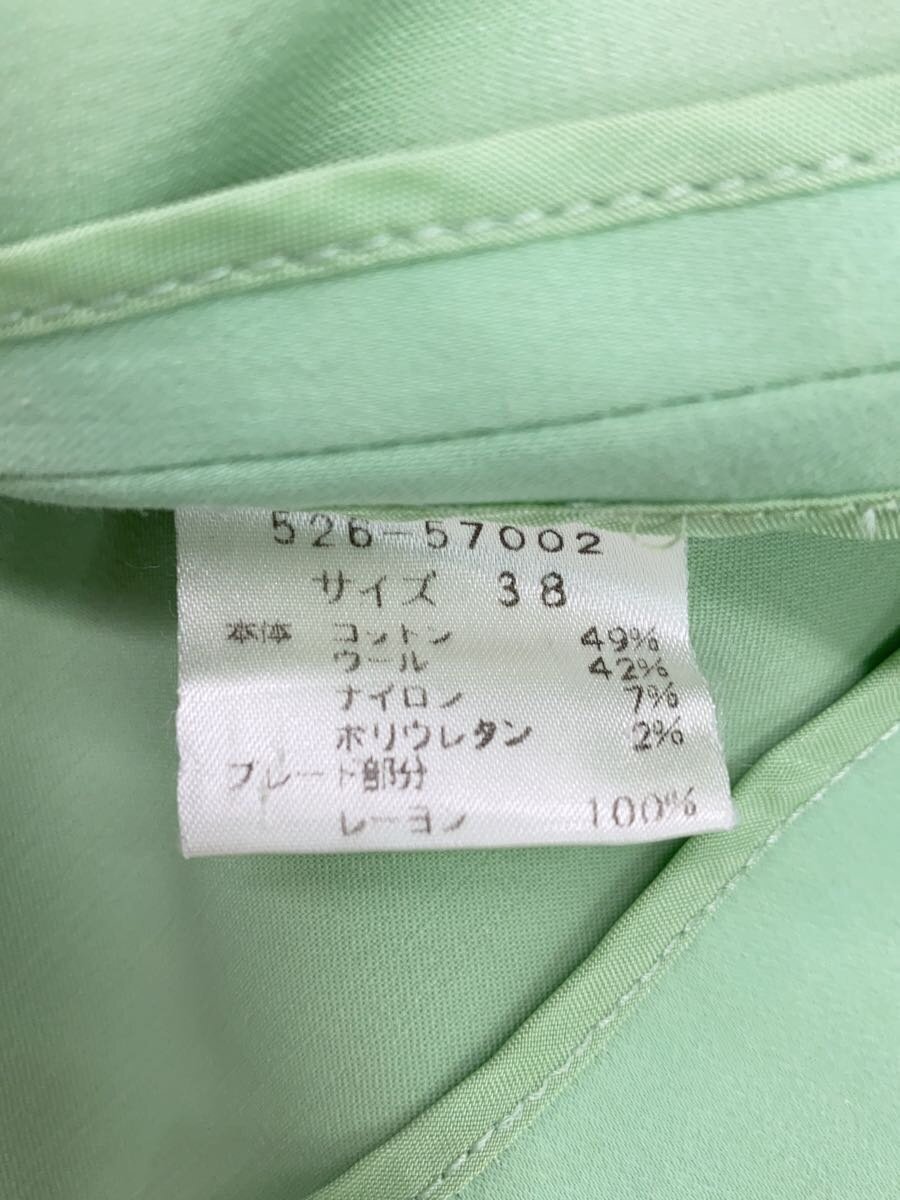 526-57002
サイズ 38
本体 コットン 49%
ウール 42%
ナイロン 7%
ポリウレタン 2%
ブレード部分
レーヨン 100%